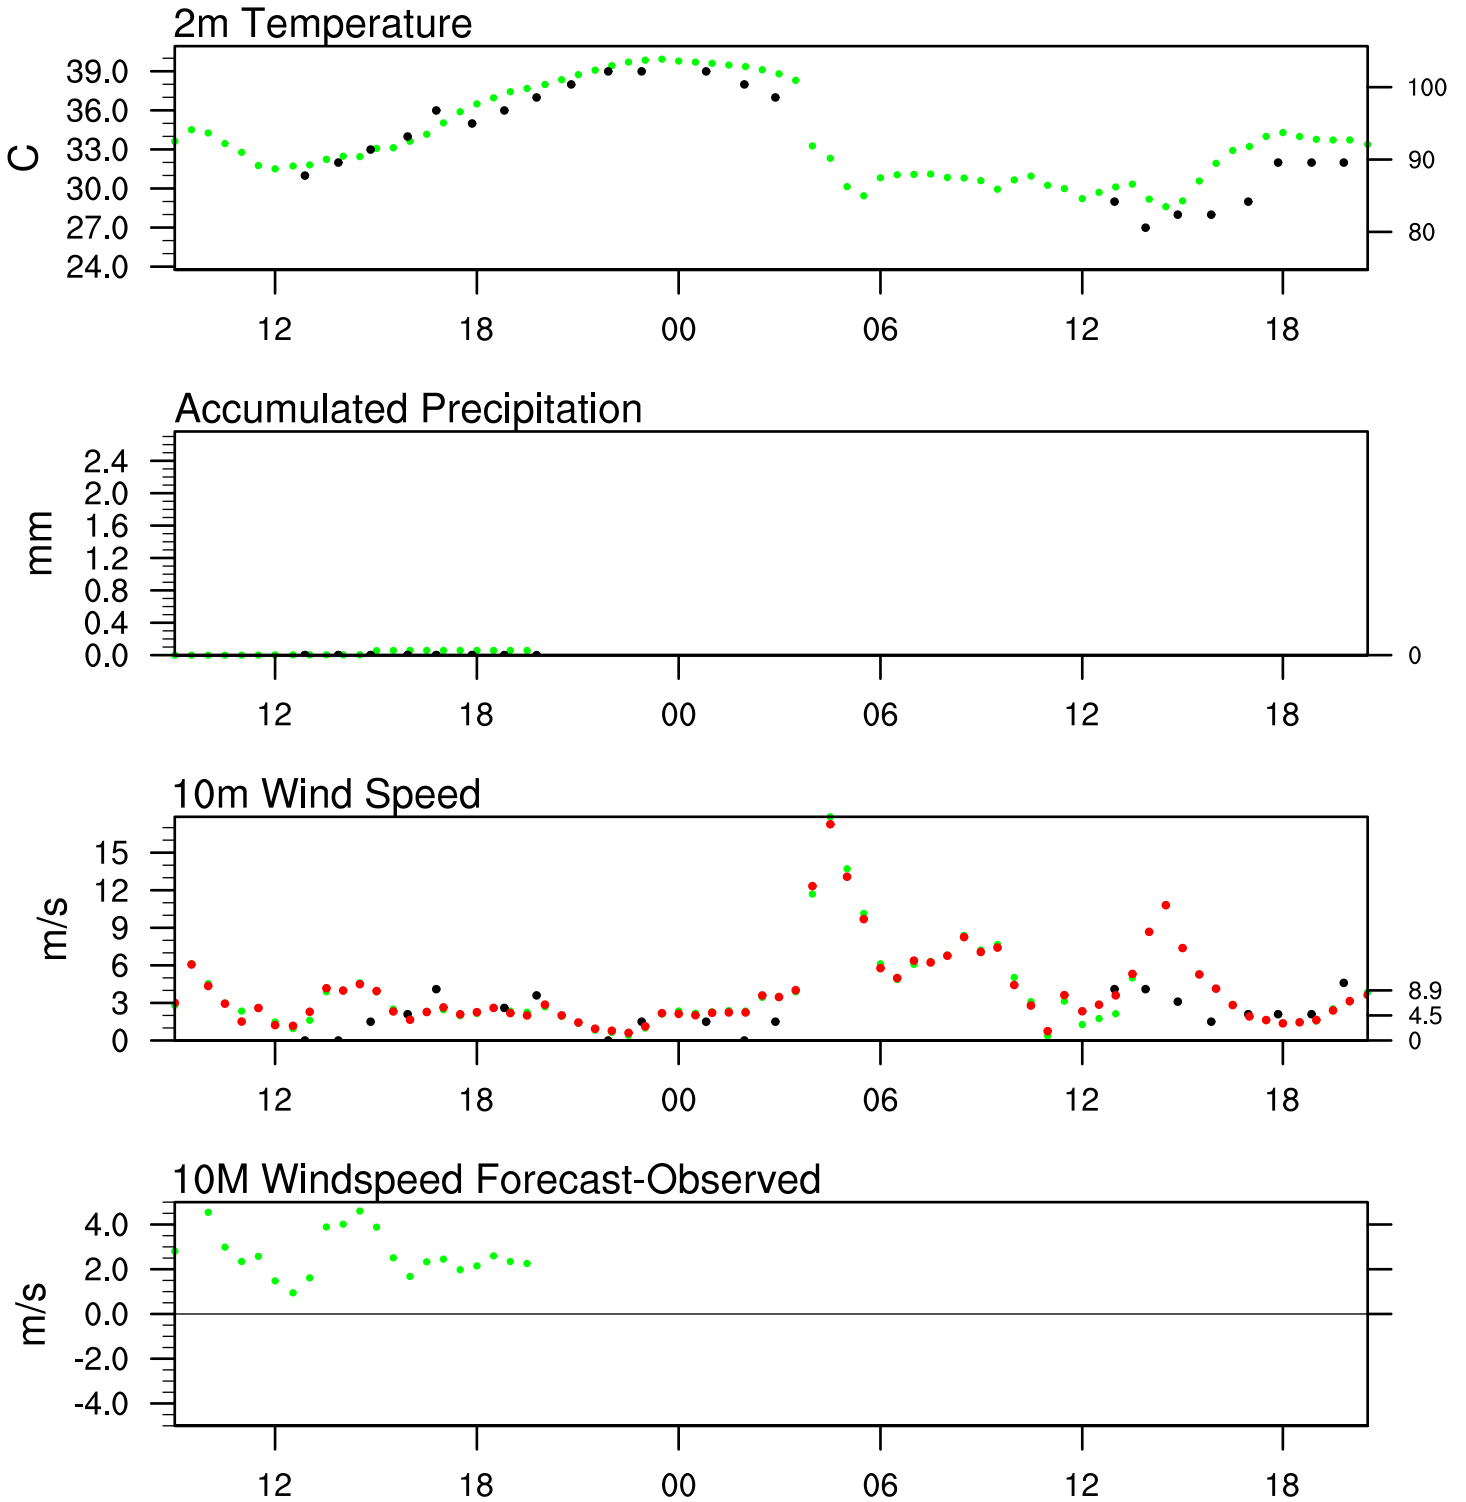 2m Temperature
39.0
36.0
33.0
30.0
27.0
24.0
C
100
90
80
12 18 00 06 12 18
Accumulated Precipitation
2.4
2.0
1.6
1.2
0.8
0.4
0.0
mm
0
12 18 00 06 12 18
10m Wind Speed
15
12
9
6
3
0
m/s
8.9
4.5
0
12 18 00 06 12 18
10M Windspeed Forecast-Observed
4.0
2.0
0.0
-2.0
-4.0
m/s
12 18 00 06 12 18